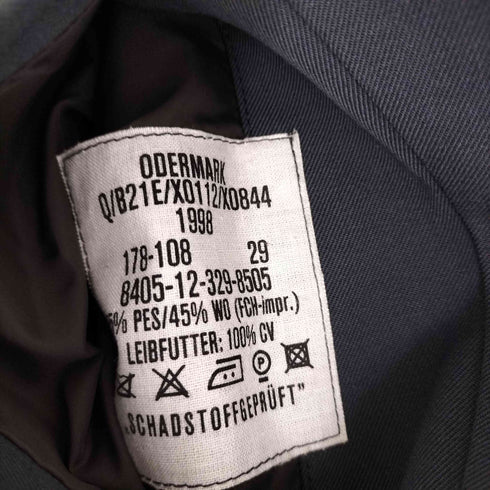 ODERMARK
Q/B21E/X0112/X0844
1998
178-108 29
8405-12-329-8505
5% PES/45% WO (FCH-impr.)
LEIBFUTTER: 100% CV
P
„SCHADSTOFFGEPRÜFT"